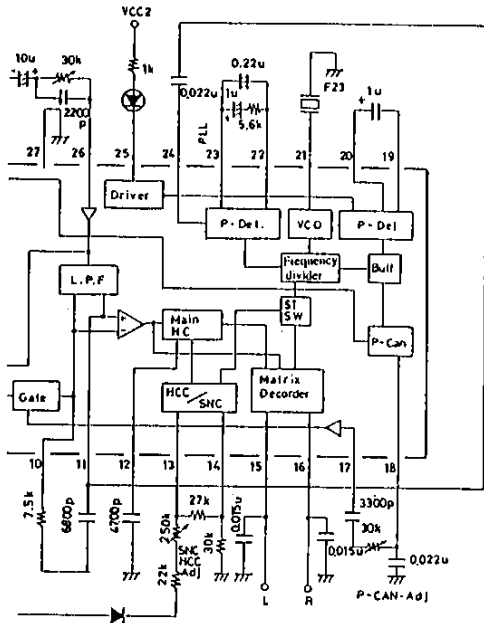 VCC2
10u
30k
2200
p
1k
0.022u
0.22u
1u
5.6k
PLL
F23
1u
27 26 25 24 23 22 21 20 19
Driver
P-Det.
VCO
P-Det
L.P.F
Frequency
divider
Buff
ST
SW
Main
HC
P-Can
HCC
/SNC
Matrix
Decorder
Gate
10 11 12 13 14 15 16 17 18
7.5k
6800p
4700p
250k
27k
30k
SNC
HCC
Adj
22k
0.015u
0.015u
3300p
30k
0.022u
P-CAN-Adj
L
R